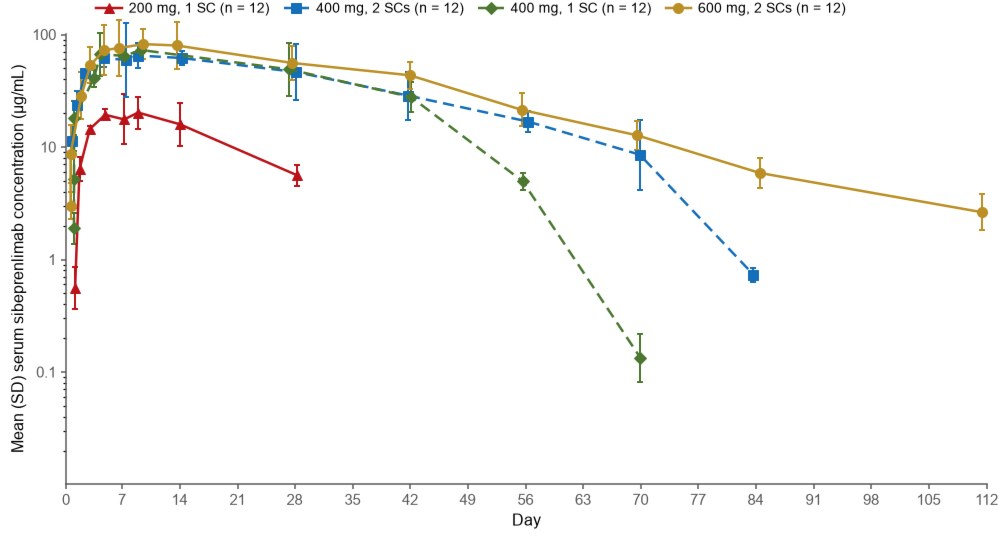 200 mg, 1 SC (n = 12) 400 mg, 2 SCs (n = 12) 400 mg, 1 SC (n = 12) 600 mg, 2 SCs (n = 12)
Mean (SD) serum sibeprenlimab concentration (µg/mL)
100
10
1
0.1
0 7 14 21 28 35 42 49 56 63 70 77 84 91 98 105 112
Day